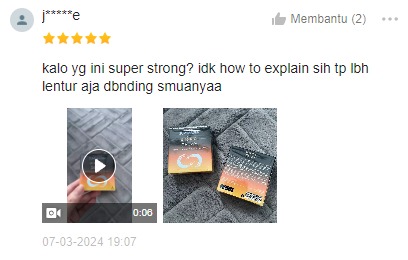 j*****e
Membantu (2)
kalo yg ini super strong? idk how to explain sih tp lbh
lentur aja dbnding smuanyaa
0:06
07-03-2024 19:07